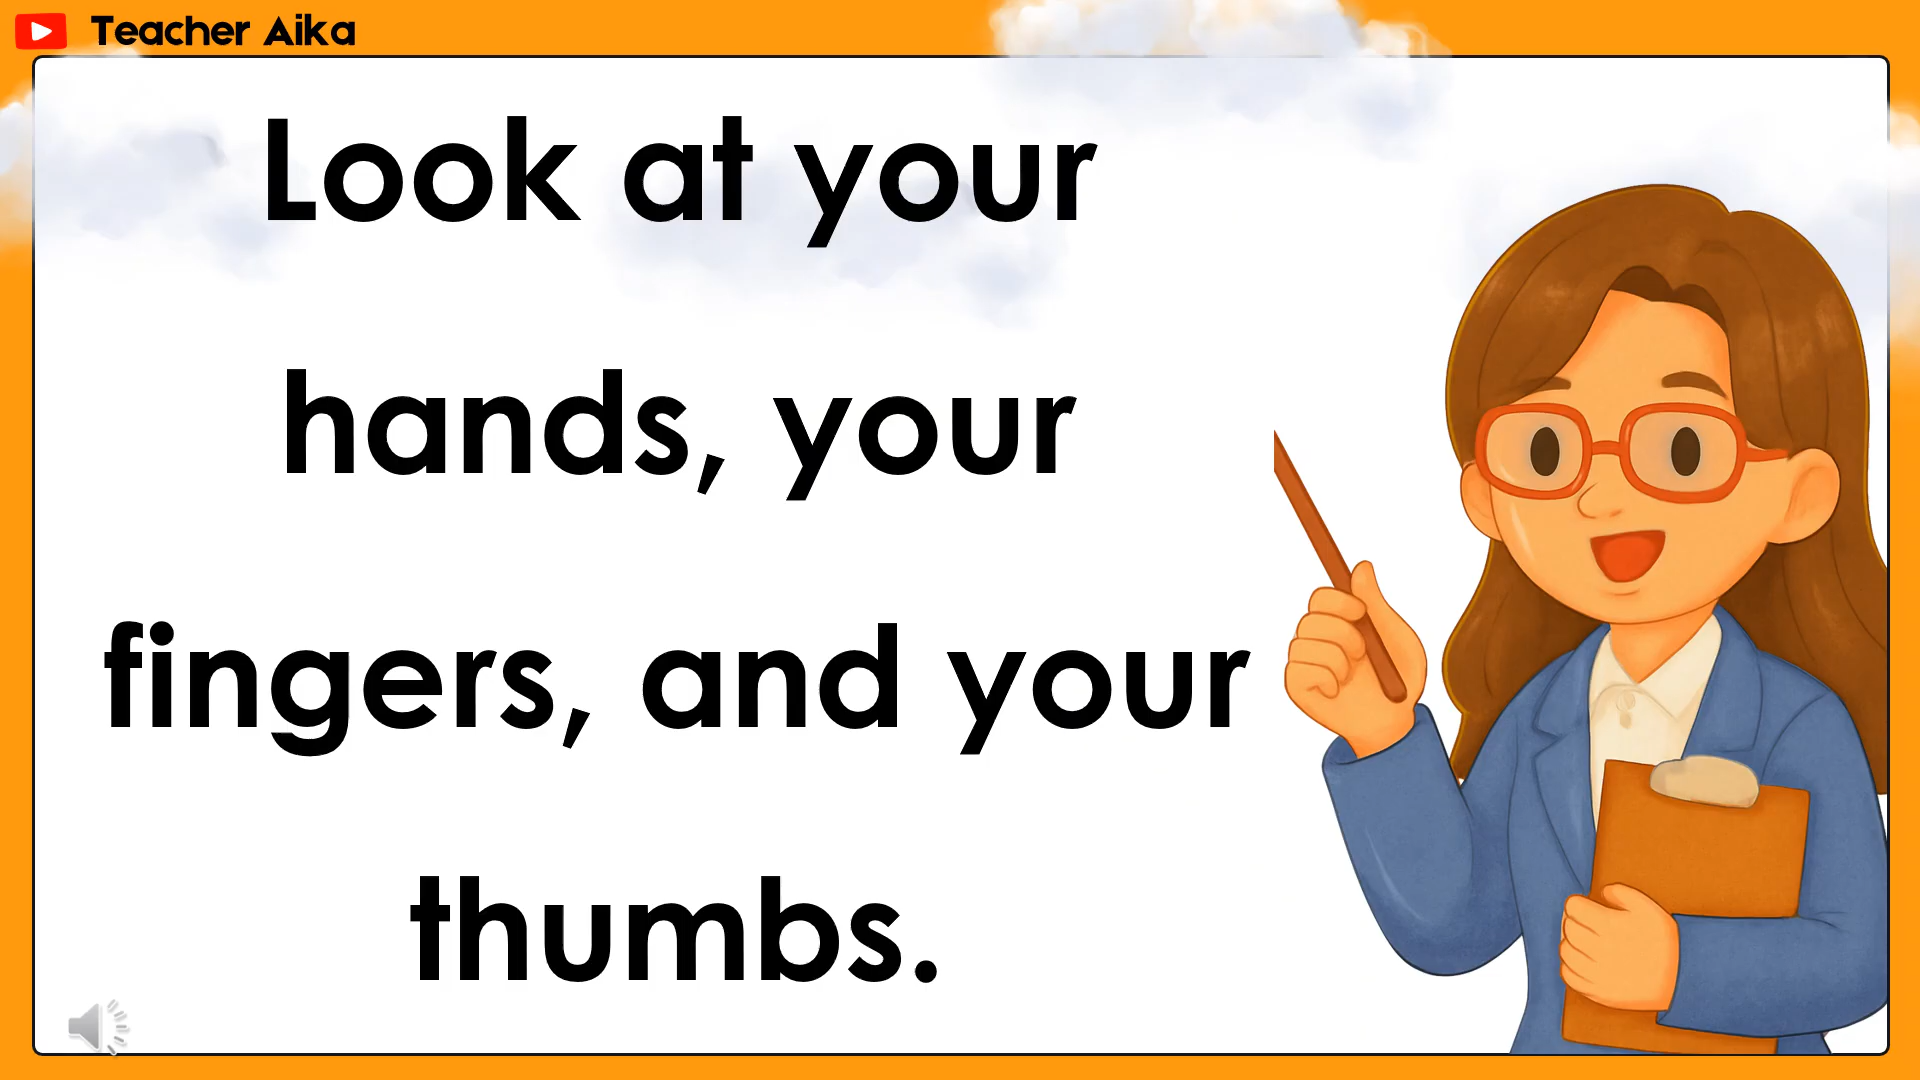 Teacher Aika
Look at your
hands, your
fingers, and your
thumbs.